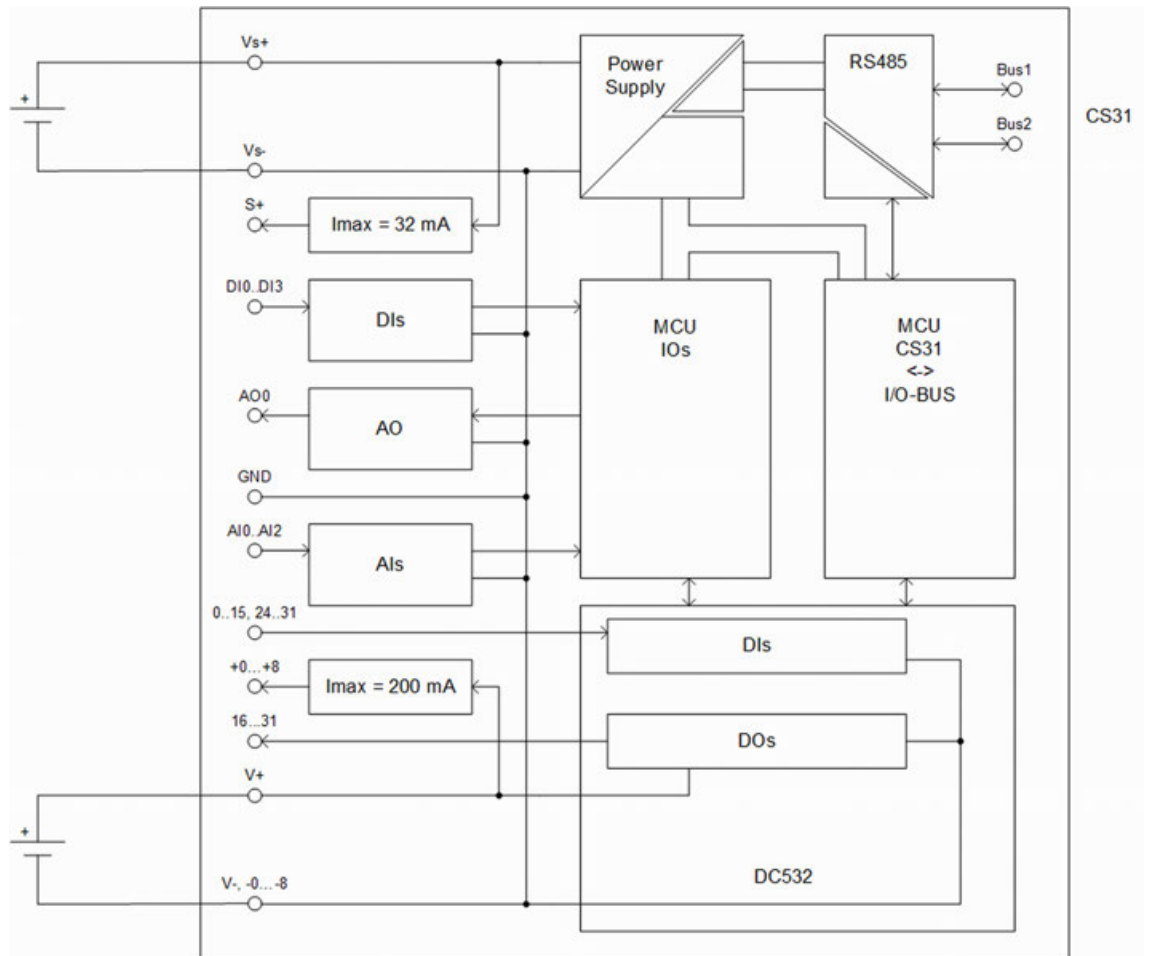 Vs+
Power
Supply
RS485
Bus1
CS31
Bus2
+
Vs-
S+
Imax = 32 mA
DI0..DI3
DIs
MCU
IOs
MCU
CS31
<->
I/O-BUS
AO0
AO
GND
AI0..AI2
AIs
0..15, 24..31
DIs
+0...+8
Imax = 200 mA
16...31
DOs
V+
+
V-, -0...-8
DC532